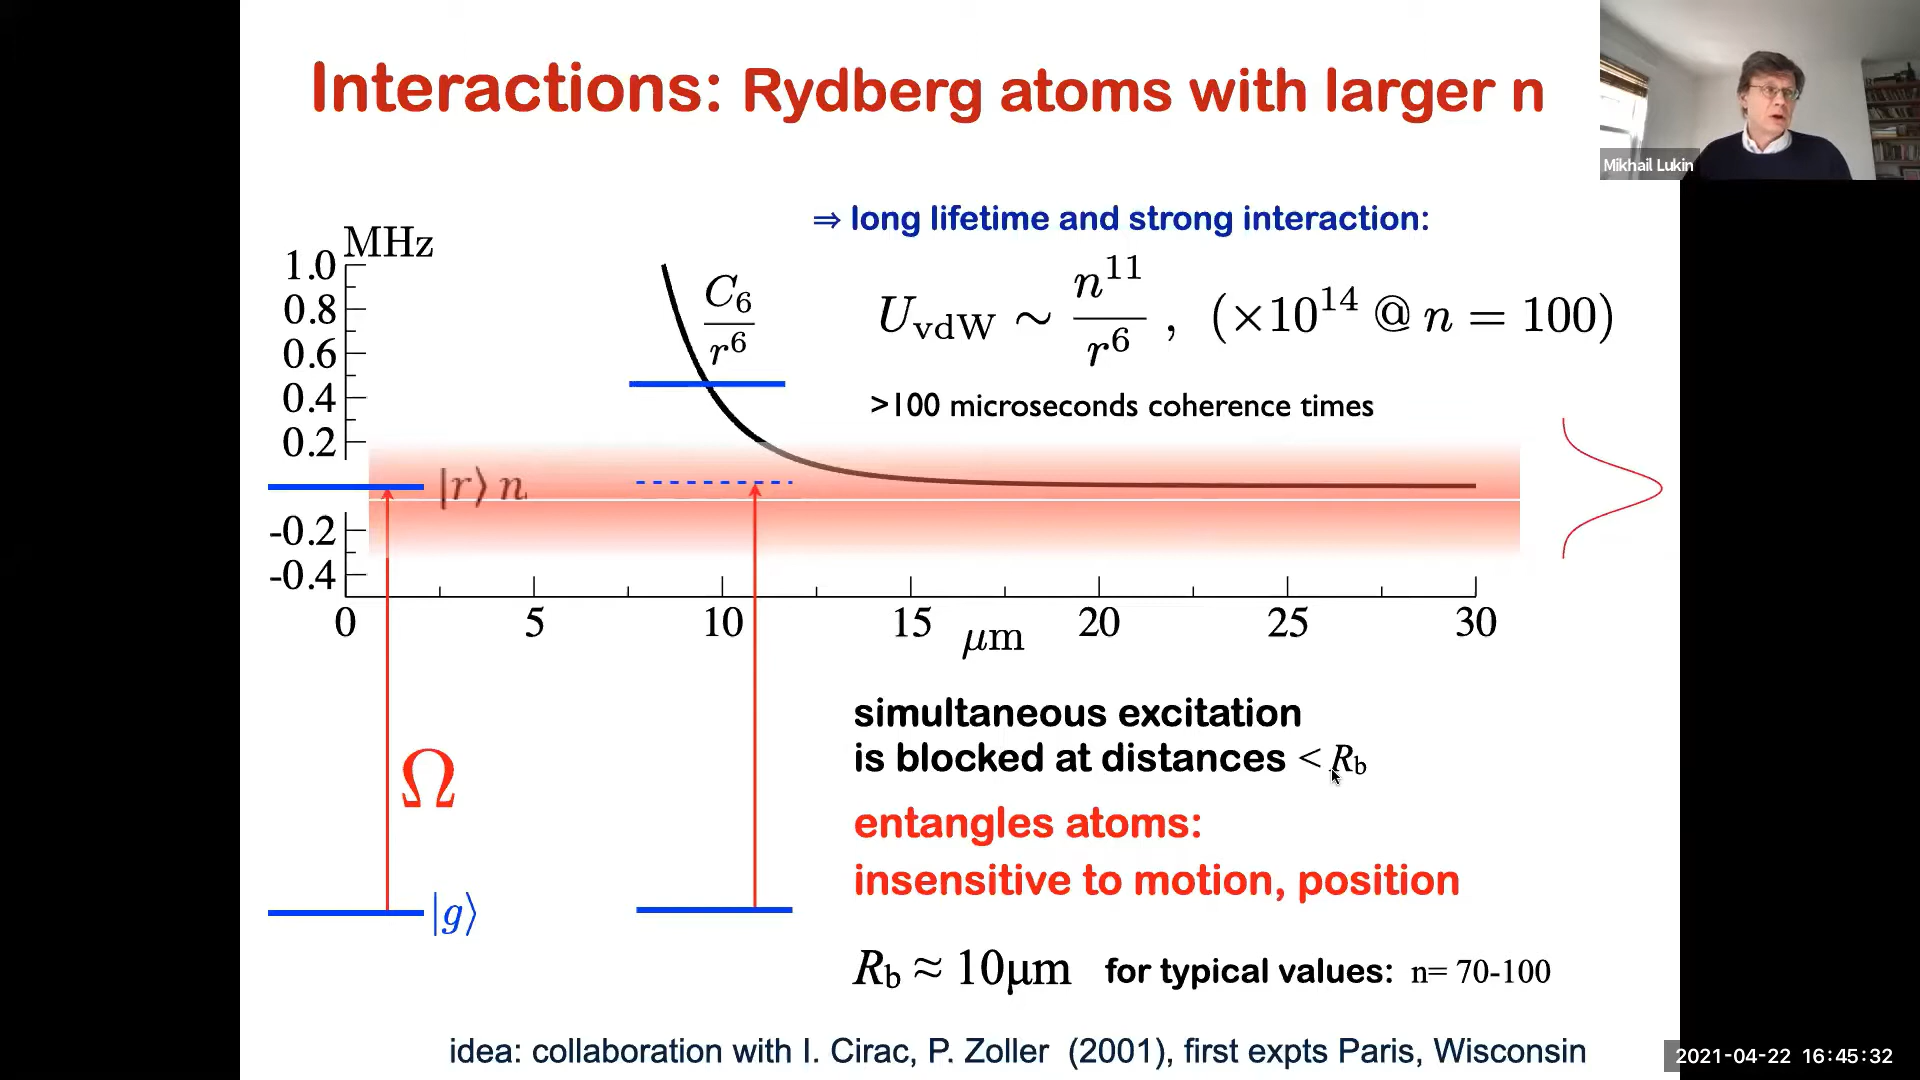 Interactions: Rydberg atoms with larger n
Mikhail Lukin
⇒ long lifetime and strong interaction:
MHz
1.0
0.8
0.6
0.4
0.2
-0.2
-0.4
C₆/r⁶
U_vdW ∼ n¹¹/r⁶ , (×10¹⁴ @ n = 100)
>100 microseconds coherence times
|r⟩ n
0 5 10 15 20 25 30
μm
Ω
|g⟩
simultaneous excitation
is blocked at distances < R_b
entangles atoms:
insensitive to motion, position
R_b ≈ 10μm for typical values: n= 70-100
idea: collaboration with I. Cirac, P. Zoller (2001), first expts Paris, Wisconsin
2021-04-22 16:45:32